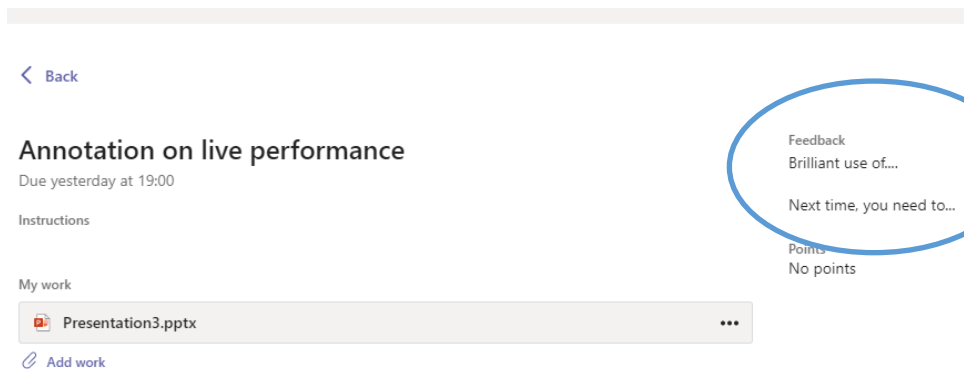 Back
Annotation on live performance
Due yesterday at 19:00
Instructions
My work
Presentation3.pptx
Add work
Feedback
Brilliant use of....
Next time, you need to...
Points
No points